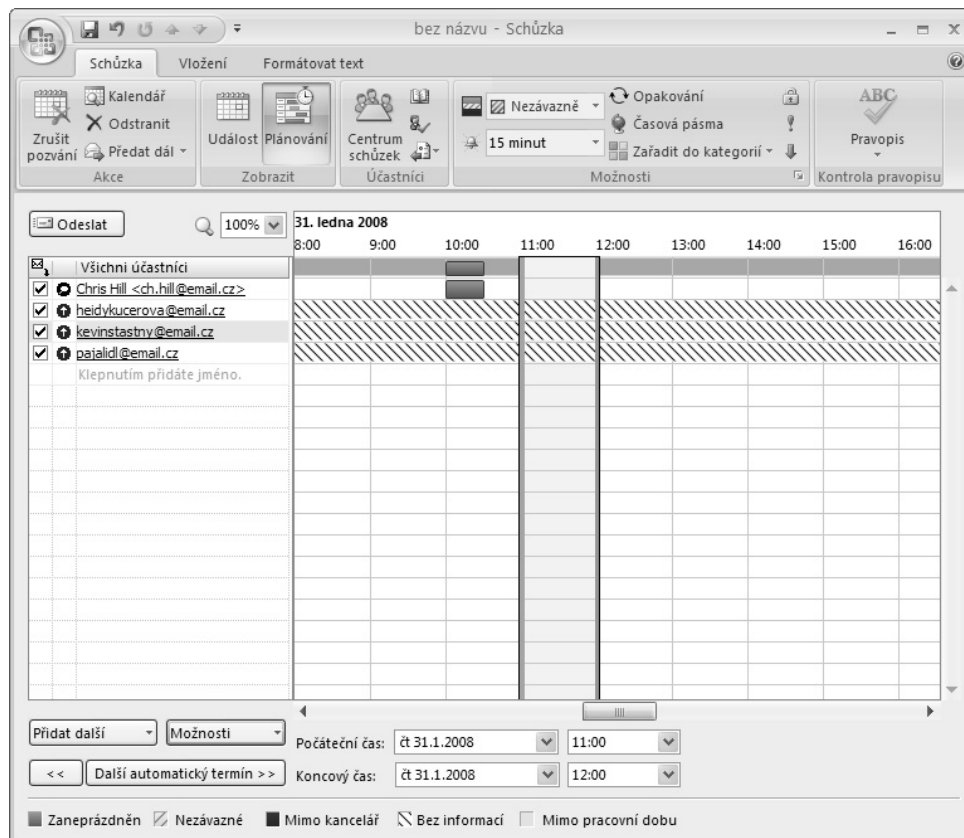 bez názvu - Schůzka
Schůzka Vložení Formátovat text
Zrušit pozvání
Kalendář
Odstranit
Předat dál
Akce
Událost Plánování
Zobrazit
Centrum schůzek
Účastníci
Nezávazně
15 minut
Opakování
Časová pásma
Zařadit do kategorií
Možnosti
ABC
Pravopis
Kontrola pravopisu
Odeslat
100%
31. ledna 2008
8:00 9:00 10:00 11:00 12:00 13:00 14:00 15:00 16:00
Všichni účastníci
Chris Hill <ch.hill@email.cz>
heidykucerova@email.cz
kevinstastny@email.cz
pajalidl@email.cz
Klepnutím přidáte jméno.
Přidat další Možnosti
Počáteční čas: čt 31.1.2008 11:00
<< Další automatický termín >>
Koncový čas: čt 31.1.2008 12:00
Zaneprázdněn Nezávazné Mimo kancelář Bez informací Mimo pracovní dobu